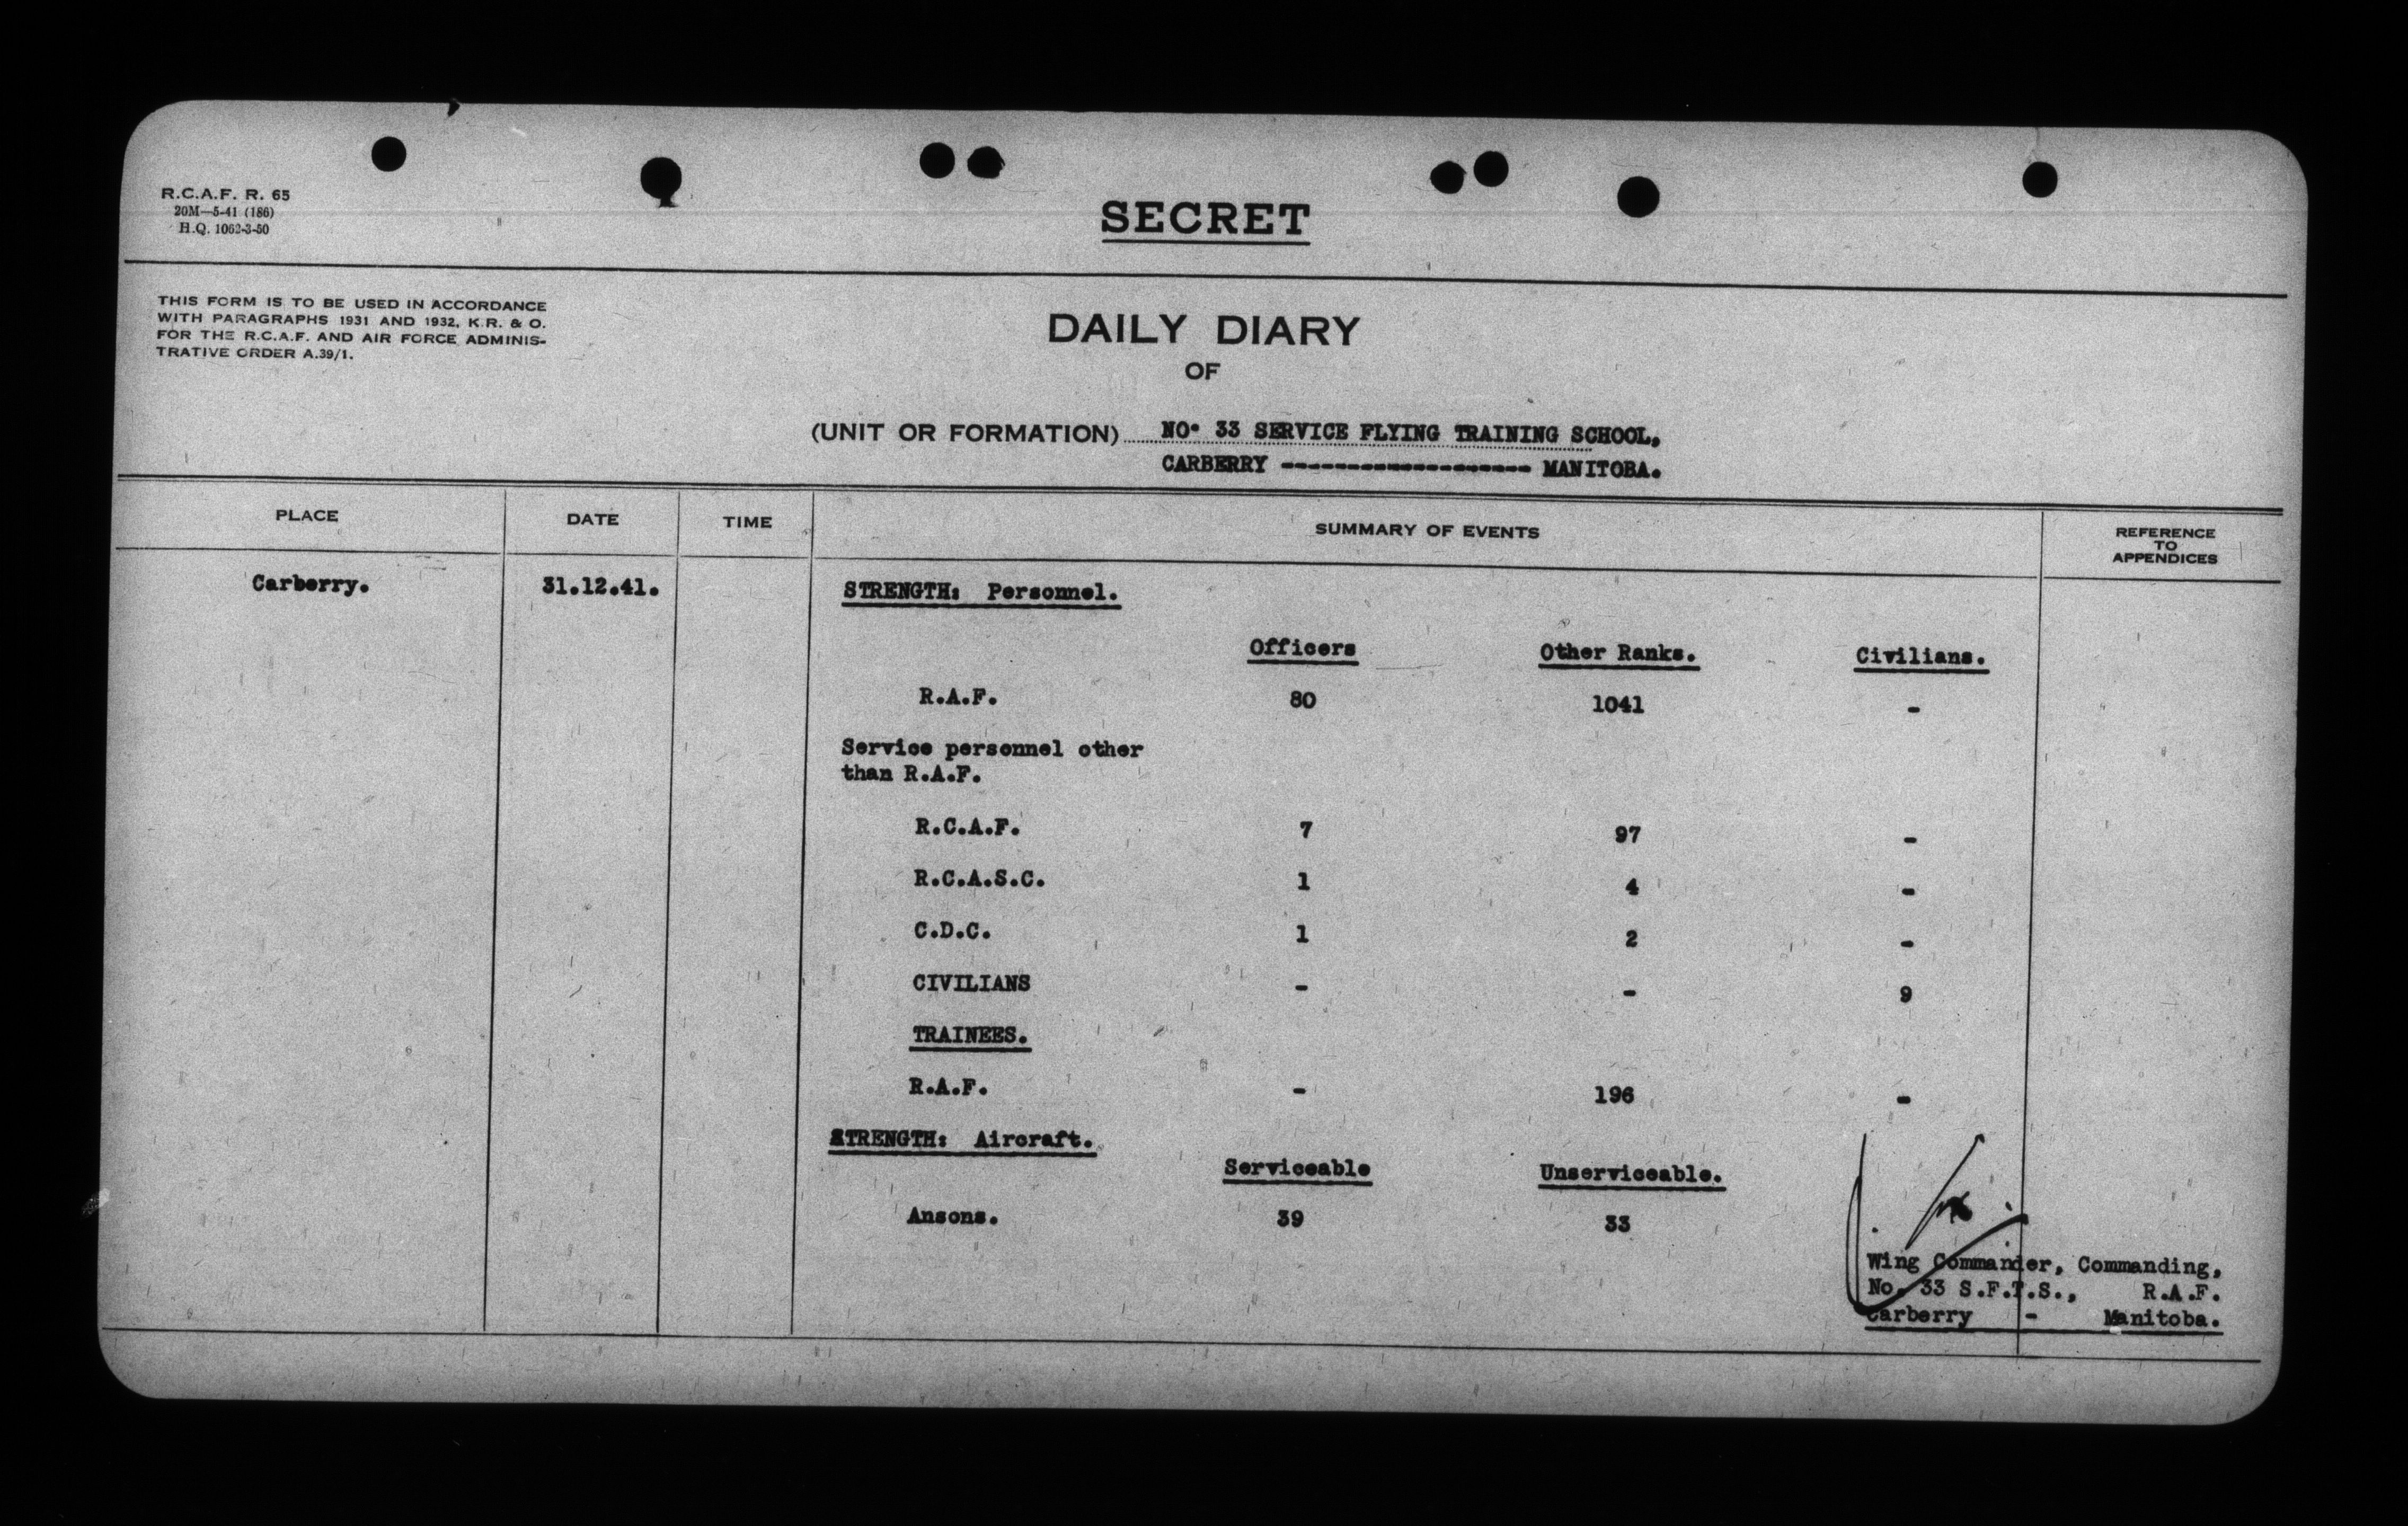 R.C.A.F. R. 65
20M—5-41 (186)
H.Q. 1062-3-50
SECRET
THIS FORM IS TO BE USED IN ACCORDANCE
WITH PARAGRAPHS 1931 AND 1932, K.R. & O.
FOR THE R.C.A.F. AND AIR FORCE ADMINIS-
TRATIVE ORDER A.39/1.
DAILY DIARY
OF
(UNIT OR FORMATION) NO. 33 SERVICE FLYING TRAINING SCHOOL,
CARBERRY ------------------- MANITOBA.
PLACE DATE TIME SUMMARY OF EVENTS REFERENCE
TO
APPENDICES
Carberry. 31.12.41. STRENGTH: Personnel.
Officers Other Ranks. Civilians.
R.A.F. 80 1041 -
Service personnel other
than R.A.F.
R.C.A.F. 7 97 -
R.C.A.S.C. 1 4 -
C.D.C. 1 2 -
CIVILIANS - - 9
TRAINEES.
R.A.F. - 196 -
STRENGTH: Aircraft.
Serviceable Unserviceable.
Ansons. 39 33
Wing Commander, Commanding,
No. 33 S.F.T.S., R.A.F.
Carberry - Manitoba.